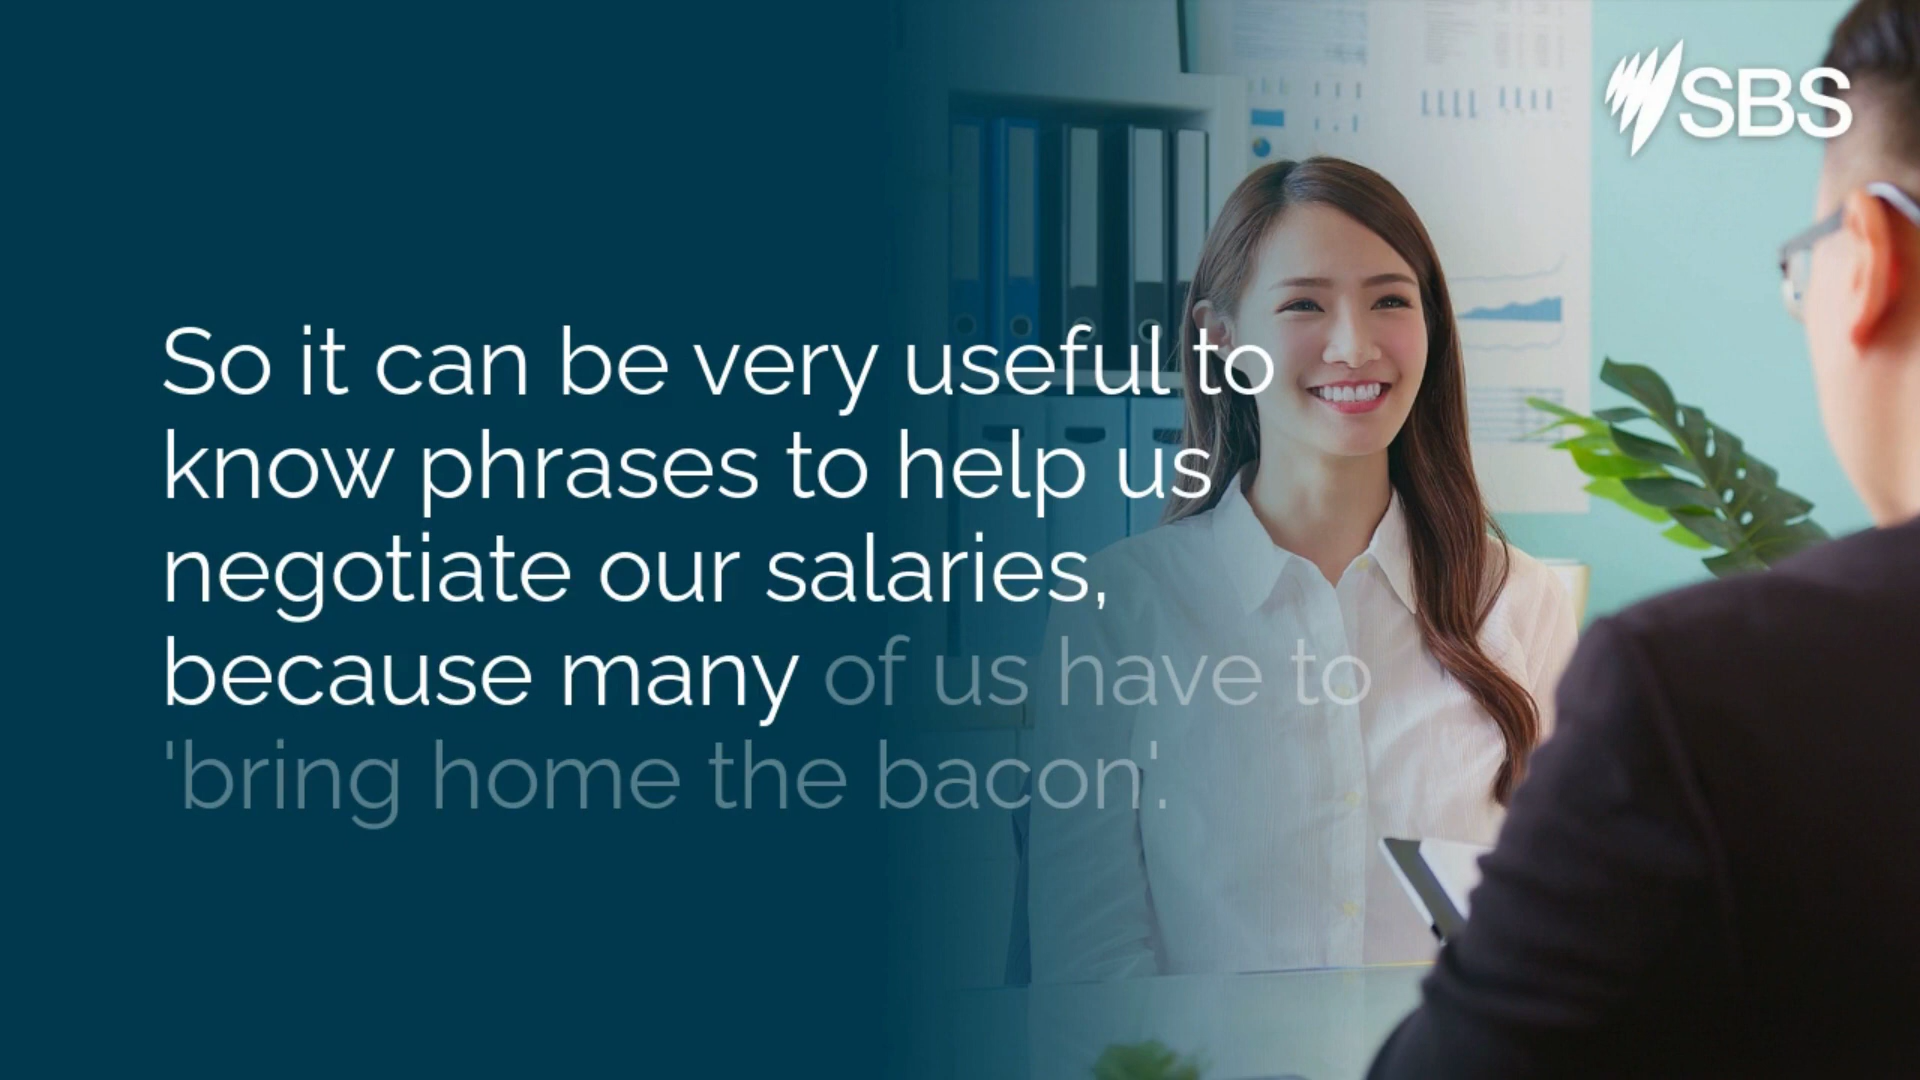 SBS
So it can be very useful to
know phrases to help us
negotiate our salaries,
because many of us have to
'bring home the bacon'.